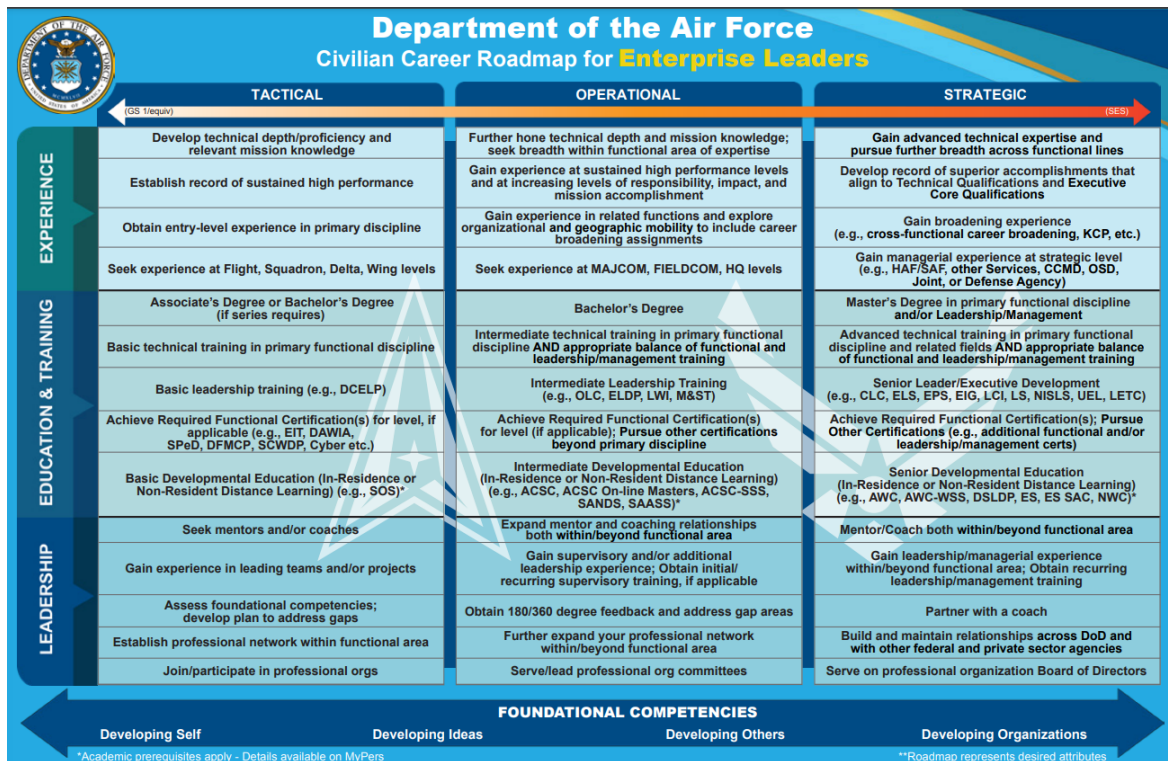 Department of the Air Force
Civilian Career Roadmap for Enterprise Leaders
DEPARTMENT OF THE AIR FORCE
UNITED STATES OF AMERICA
MCMXLVII
TACTICAL
OPERATIONAL
STRATEGIC
(GS 1/equiv)
(SES)
EXPERIENCE
Develop technical depth/proficiency and
relevant mission knowledge
Further hone technical depth and mission knowledge;
seek breadth within functional area of expertise
Gain advanced technical expertise and
pursue further breadth across functional lines
Establish record of sustained high performance
Gain experience at sustained high performance levels
and at increasing levels of responsibility, impact, and
mission accomplishment
Develop record of superior accomplishments that
align to Technical Qualifications and Executive
Core Qualifications
Obtain entry-level experience in primary discipline
Gain experience in related functions and explore
organizational and geographic mobility to include career
broadening assignments
Gain broadening experience
(e.g., cross-functional career broadening, KCP, etc.)
Seek experience at Flight, Squadron, Delta, Wing levels
Seek experience at MAJCOM, FIELDCOM, HQ levels
Gain managerial experience at strategic level
(e.g., HAF/SAF, other Services, CCMD, OSD,
Joint, or Defense Agency)
EDUCATION & TRAINING
Associate's Degree or Bachelor's Degree
(if series requires)
Bachelor's Degree
Master's Degree in primary functional discipline
and/or Leadership/Management
Basic technical training in primary functional discipline
Intermediate technical training in primary functional
discipline AND appropriate balance of functional and
leadership/management training
Advanced technical training in primary functional
discipline and related fields AND appropriate balance
of functional and leadership/management training
Basic leadership training (e.g., DCELP)
Intermediate Leadership Training
(e.g., OLC, ELDP, LWI, M&ST)
Senior Leader/Executive Development
(e.g., CLC, ELS, EPS, EIG, LCI, LS, NISLS, UEL, LETC)
Achieve Required Functional Certification(s) for level, if
applicable (e.g., EIT, DAWIA,
SPeD, DFMCP, SCWDP, Cyber etc.)
Achieve Required Functional Certification(s)
for level (if applicable); Pursue other certifications
beyond primary discipline
Achieve Required Functional Certification(s); Pursue
Other Certifications (e.g., additional functional and/or
leadership/management certs)
Basic Developmental Education (In-Residence or
Non-Resident Distance Learning) (e.g., SOS)*
Intermediate Developmental Education
(In-Residence or Non-Resident Distance Learning)
(e.g., ACSC, ACSC On-line Masters, ACSC-SSS,
SANDS, SAASS)*
Senior Developmental Education
(In-Residence or Non-Resident Distance Learning)
(e.g., AWC, AWC-WSS, DSLDP, ES, ES SAC, NWC)*
LEADERSHIP
Seek mentors and/or coaches
Expand mentor and coaching relationships
both within/beyond functional area
Mentor/Coach both within/beyond functional area
Gain experience in leading teams and/or projects
Gain supervisory and/or additional
leadership experience; Obtain initial/
recurring supervisory training, if applicable
Gain leadership/managerial experience
within/beyond functional area; Obtain recurring
leadership/management training
Assess foundational competencies;
develop plan to address gaps
Obtain 180/360 degree feedback and address gap areas
Partner with a coach
Establish professional network within functional area
Further expand your professional network
within/beyond functional area
Build and maintain relationships across DoD and
with other federal and private sector agencies
Join/participate in professional orgs
Serve/lead professional org committees
Serve on professional organization Board of Directors
FOUNDATIONAL COMPETENCIES
Developing Self
Developing Ideas
Developing Others
Developing Organizations
*Academic prerequisites apply - Details available on MyPers
**Roadmap represents desired attributes